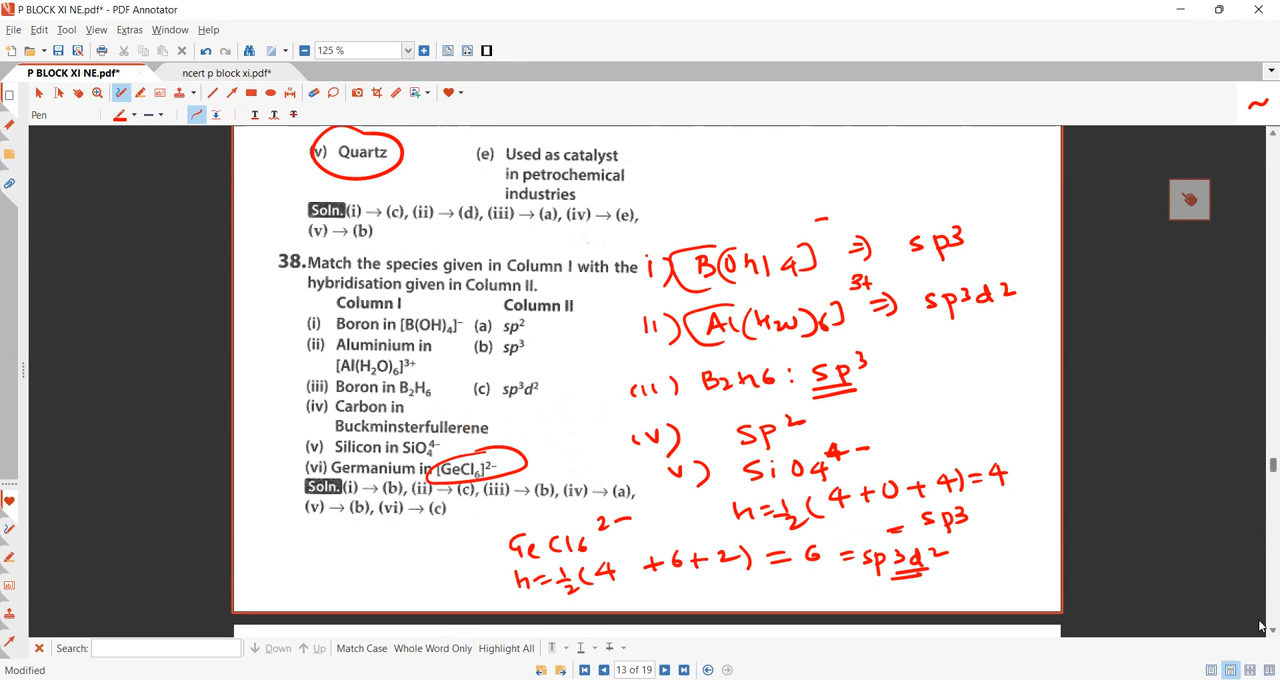 P BLOCK XI NE.pdf* - PDF Annotator
File Edit Tool View Extras Window Help
125 %
P BLOCK XI NE.pdf* ncert p block xi.pdf*
Pen
(v) Quartz (e) Used as catalyst
in petrochemical
industries
Soln. (i) → (c), (ii) → (d), (iii) → (a), (iv) → (e),
(v) → (b)
38. Match the species given in Column I with the
hybridisation given in Column II.
Column I Column II
(i) Boron in [B(OH)₄]⁻ (a) sp²
(ii) Aluminium in (b) sp³
[Al(H₂O)₆]³⁺
(iii) Boron in B₂H₆ (c) sp³d²
(iv) Carbon in
Buckminsterfullerene
(v) Silicon in SiO₄⁴⁻
(vi) Germanium in [GeCl₆]²⁻
Soln. (i) → (b), (ii) → (c), (iii) → (b), (iv) → (a),
(v) → (b), (vi) → (c)
i) [B(OH)4]⁻ ⇒ sp3
ii) [Al(H2O)6]3+ ⇒ sp3d2
(iii) B2H6 : sp3
iv) sp2
v) SiO4 4-
h=½(4+0+4)=4
= sp3
GeCl6 2-
h=½(4 +6+2) = 6 = sp3d2
Search: Down Up Match Case Whole Word Only Highlight All
Modified
13 of 19